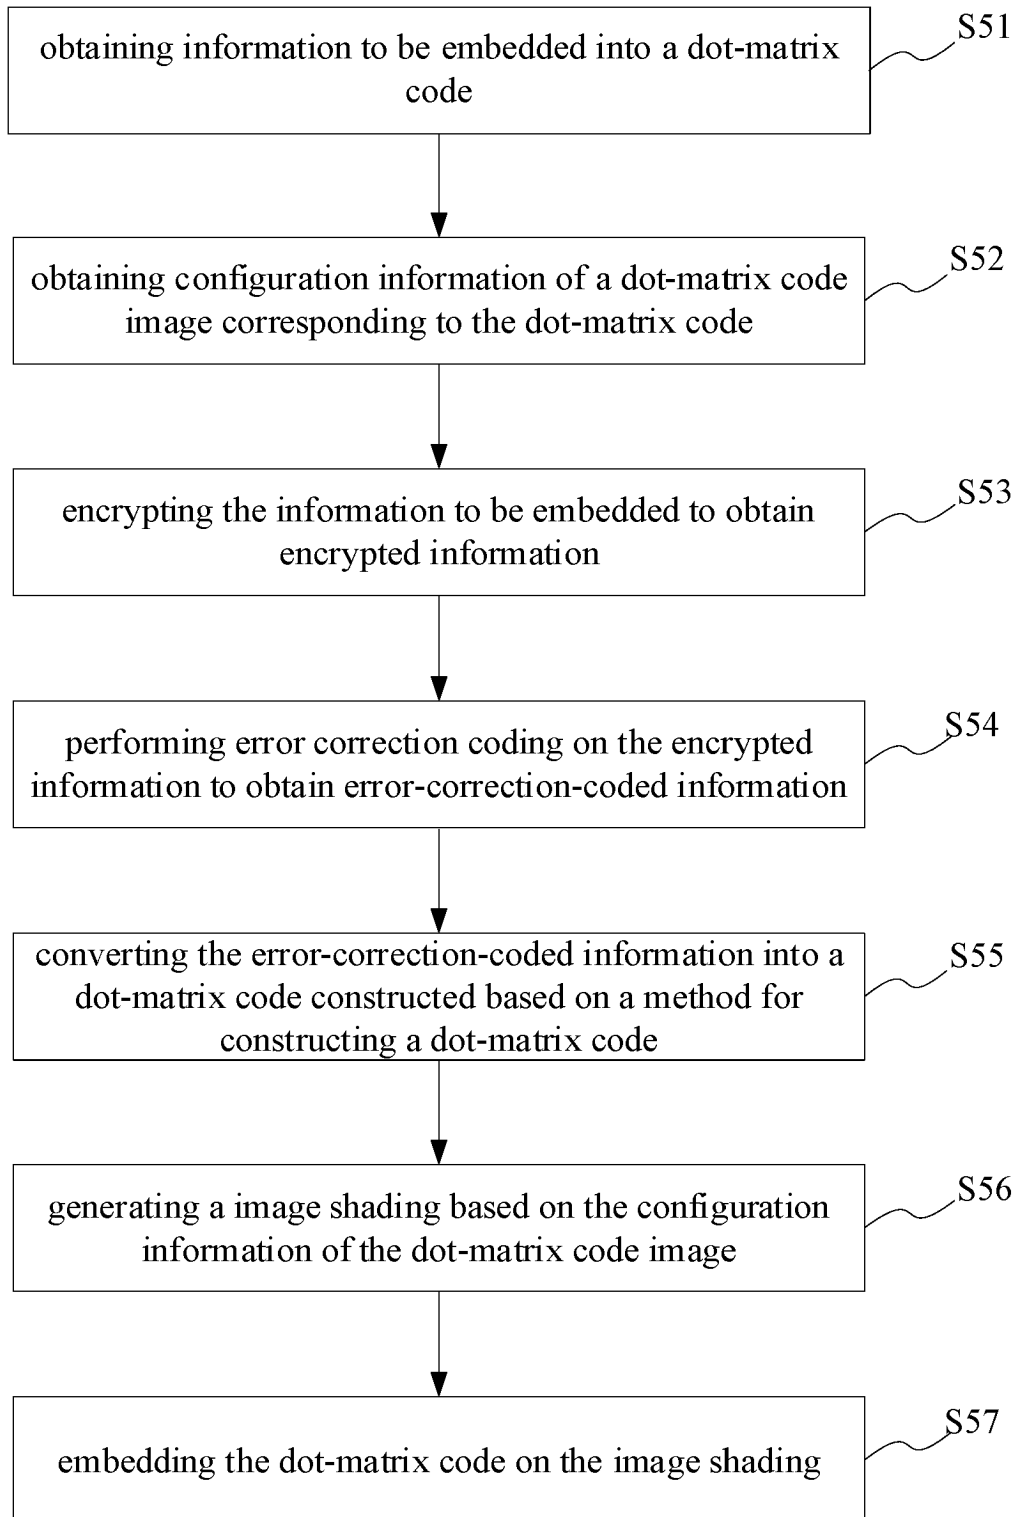 S51
obtaining information to be embedded into a dot-matrix
code
S52
obtaining configuration information of a dot-matrix code
image corresponding to the dot-matrix code
S53
encrypting the information to be embedded to obtain
encrypted information
S54
performing error correction coding on the encrypted
information to obtain error-correction-coded information
S55
converting the error-correction-coded information into a
dot-matrix code constructed based on a method for
constructing a dot-matrix code
S56
generating a image shading based on the configuration
information of the dot-matrix code image
S57
embedding the dot-matrix code on the image shading